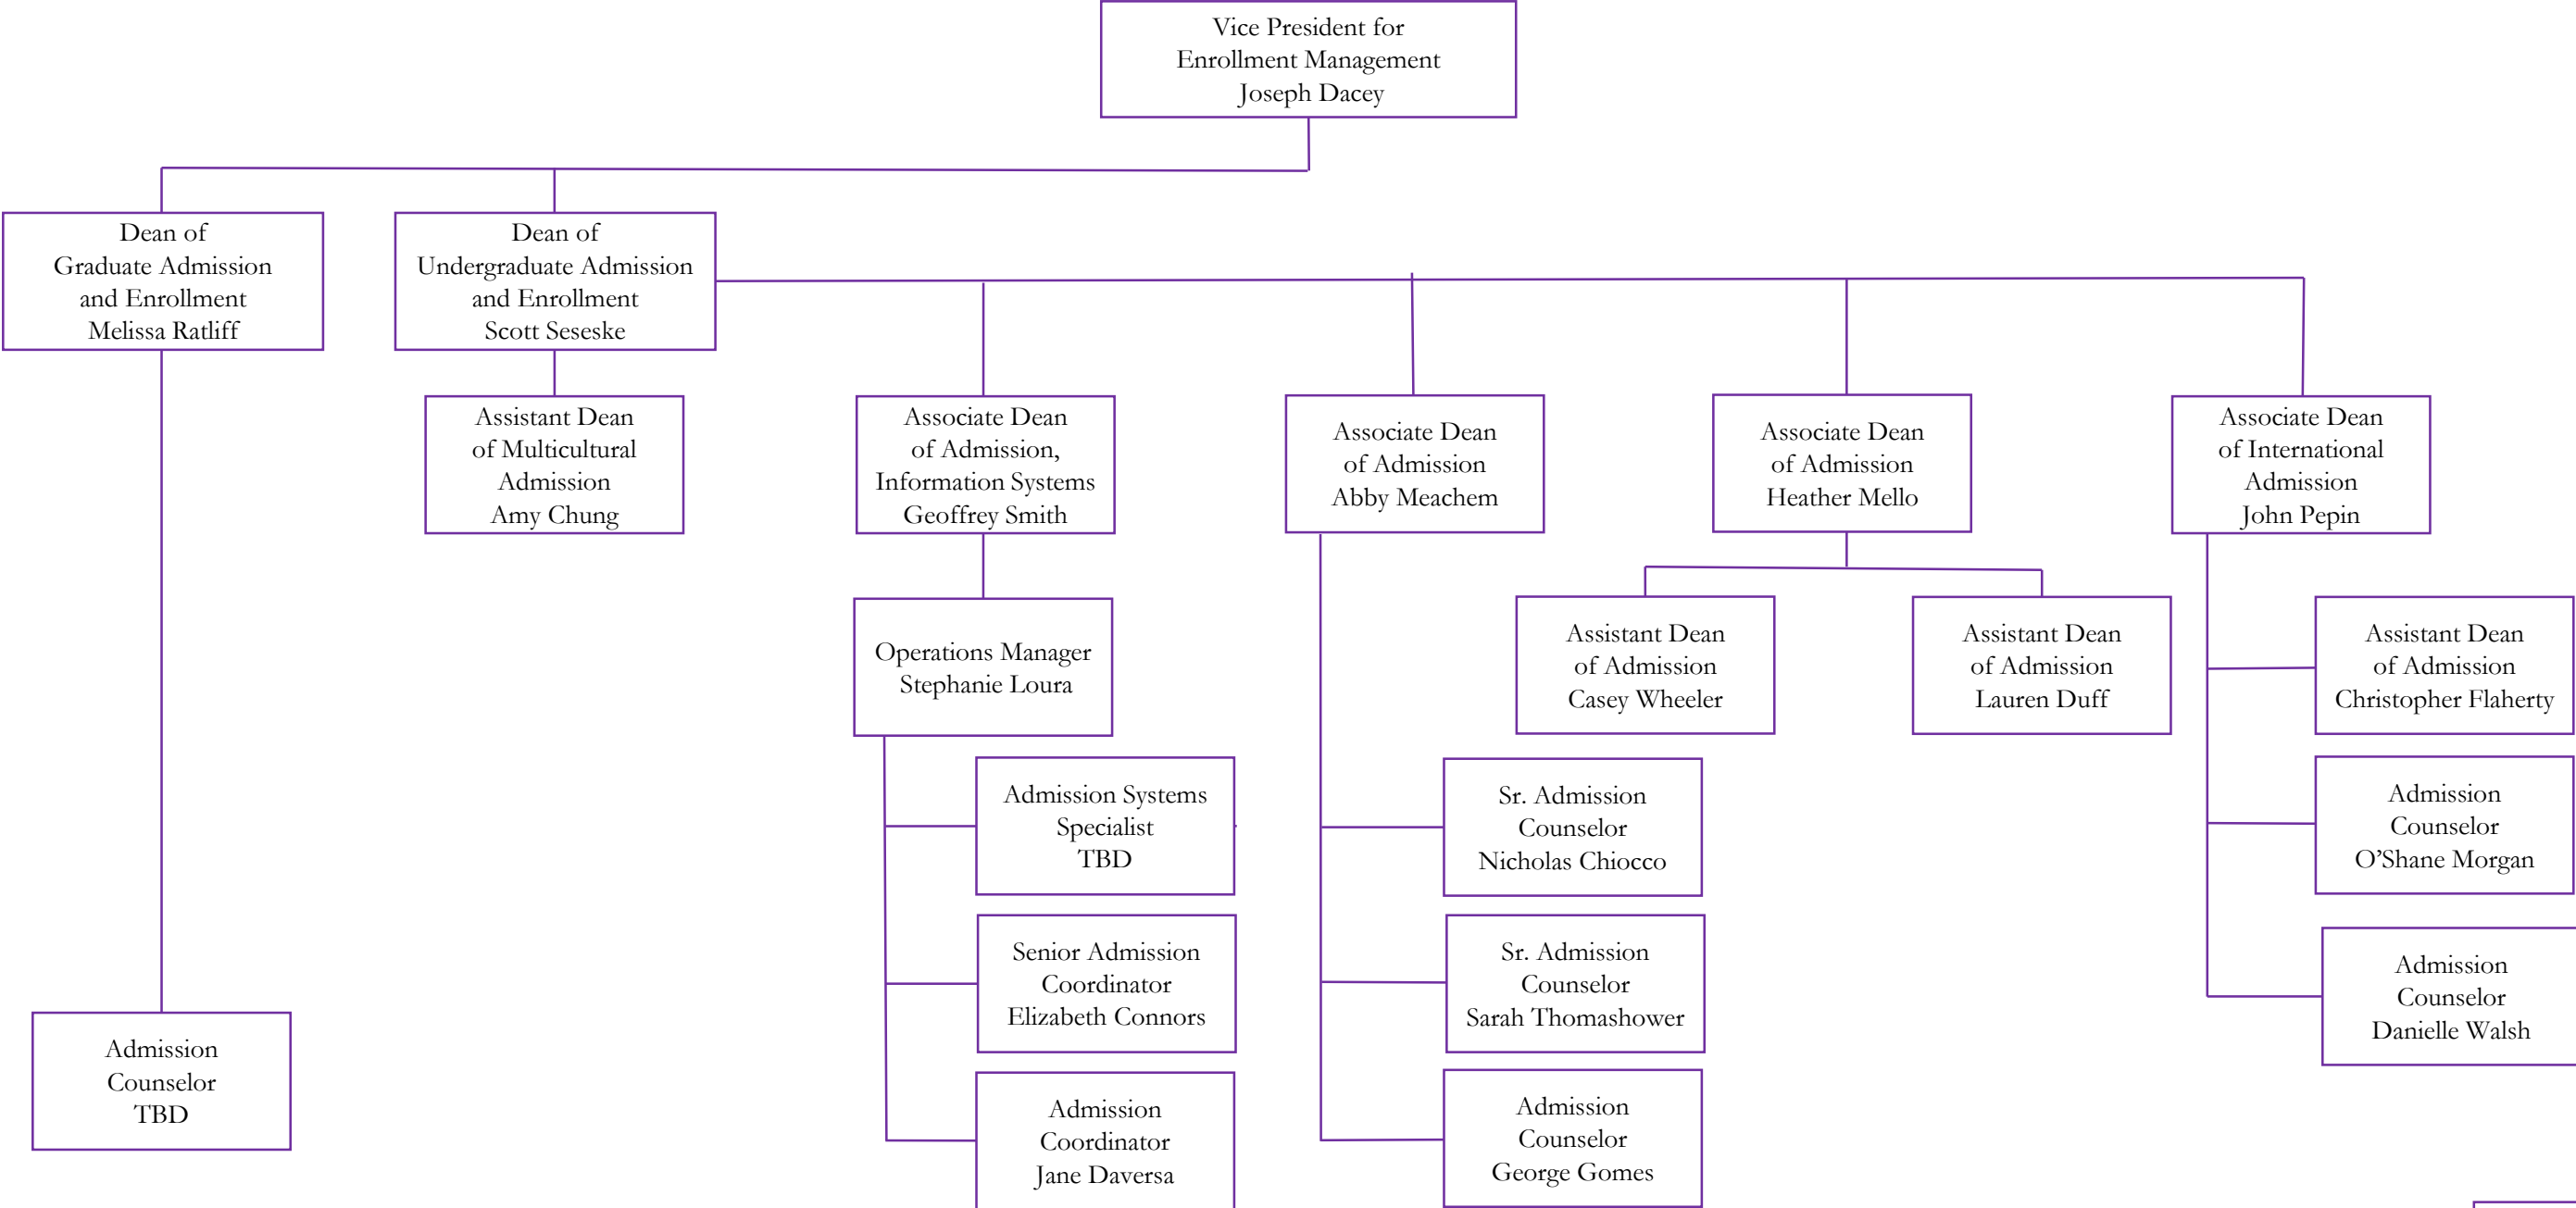 Vice President for
Enrollment Management
Joseph Dacey
Dean of
Graduate Admission
and Enrollment
Melissa Ratliff
Dean of
Undergraduate Admission
and Enrollment
Scott Seseske
Assistant Dean
of Multicultural
Admission
Amy Chung
Associate Dean
of Admission,
Information Systems
Geoffrey Smith
Associate Dean
of Admission
Abby Meachem
Associate Dean
of Admission
Heather Mello
Associate Dean
of International
Admission
John Pepin
Operations Manager
Stephanie Loura
Assistant Dean
of Admission
Casey Wheeler
Assistant Dean
of Admission
Lauren Duff
Assistant Dean
of Admission
Christopher Flaherty
Admission Systems
Specialist
TBD
Sr. Admission
Counselor
Nicholas Chiocco
Admission
Counselor
O’Shane Morgan
Senior Admission
Coordinator
Elizabeth Connors
Sr. Admission
Counselor
Sarah Thomashower
Admission
Counselor
Danielle Walsh
Admission
Counselor
TBD
Admission
Coordinator
Jane Daversa
Admission
Counselor
George Gomes